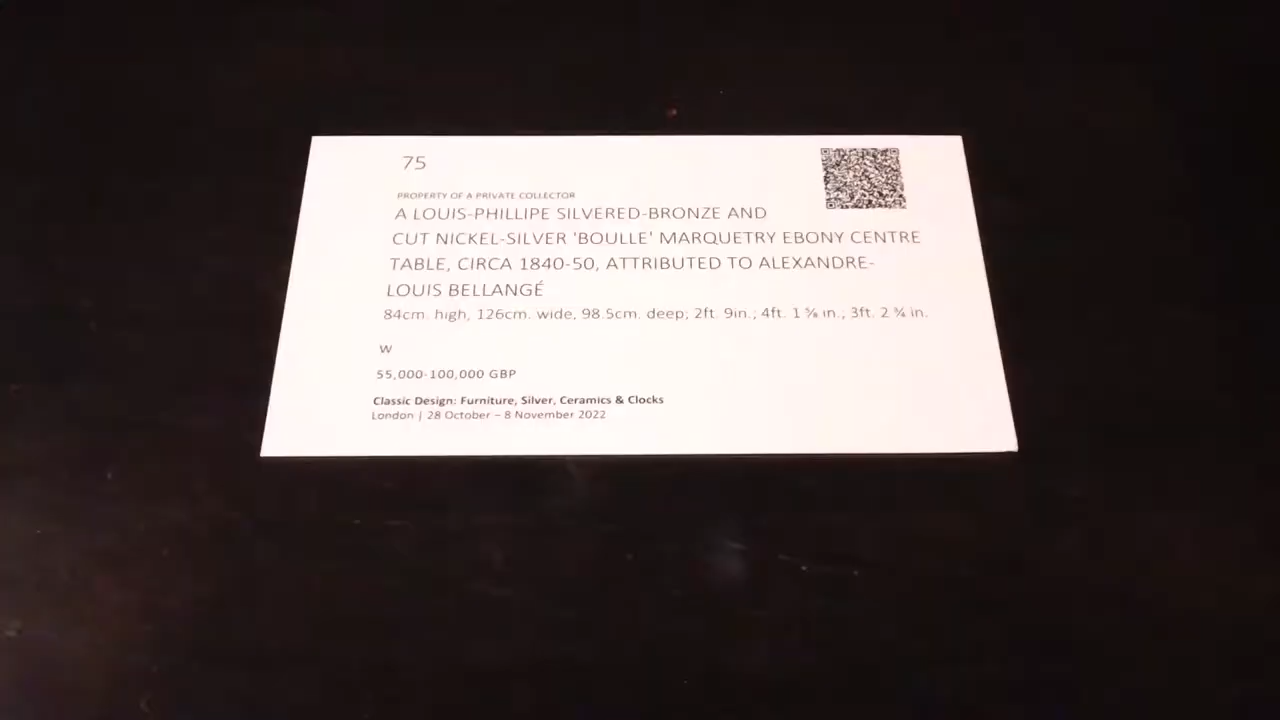 75
PROPERTY OF A PRIVATE COLLECTOR
A LOUIS-PHILLIPE SILVERED-BRONZE AND
CUT NICKEL-SILVER 'BOULLE' MARQUETRY EBONY CENTRE
TABLE, CIRCA 1840-50, ATTRIBUTED TO ALEXANDRE-
LOUIS BELLANGÉ
84cm. high, 126cm. wide, 98.5cm. deep; 2ft. 9in.; 4ft. 1 ⅝ in.; 3ft. 2 ¾ in.
W
55,000-100,000 GBP
Classic Design: Furniture, Silver, Ceramics & Clocks
London | 28 October – 8 November 2022